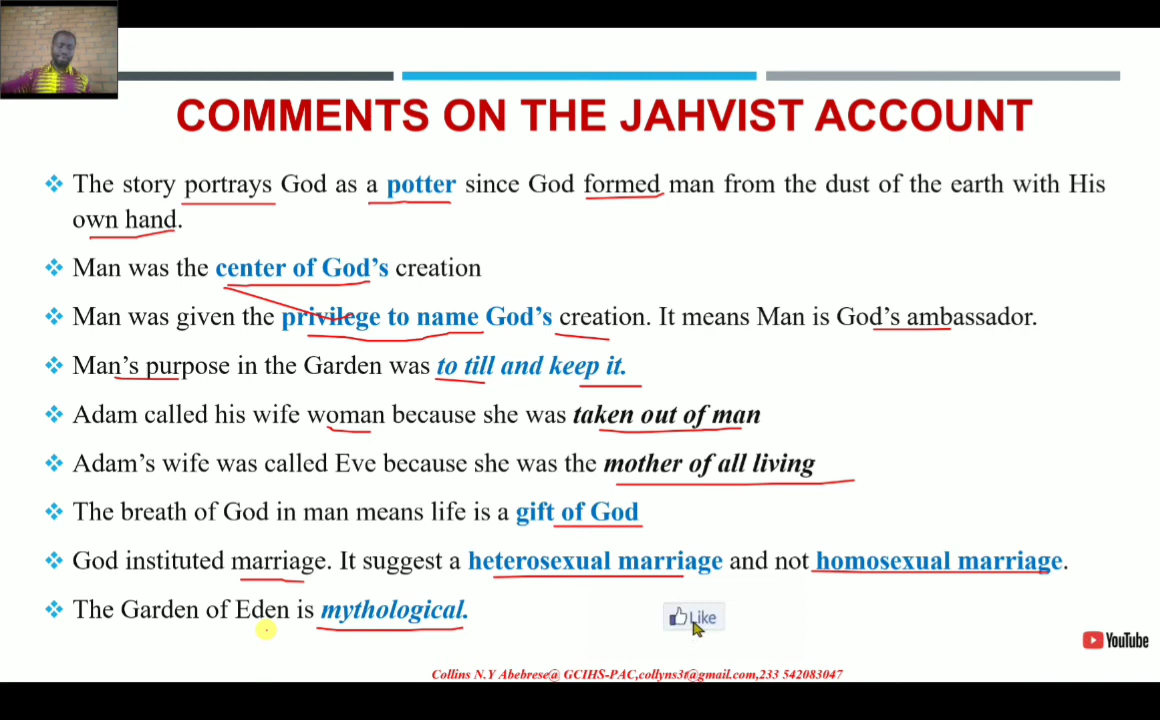 COMMENTS ON THE JAHVIST ACCOUNT
The story portrays God as a potter since God formed man from the dust of the earth with His
own hand.
Man was the center of God's creation
Man was given the privilege to name God's creation. It means Man is God's ambassador.
Man's purpose in the Garden was to till and keep it.
Adam called his wife woman because she was taken out of man
Adam's wife was called Eve because she was the mother of all living
The breath of God in man means life is a gift of God
God instituted marriage. It suggest a heterosexual marriage and not homosexual marriage.
The Garden of Eden is mythological.
Like
YouTube
Collins N.Y Abebrese@ GCIHS-PAC,collyns3t@gmail.com,233 542083047